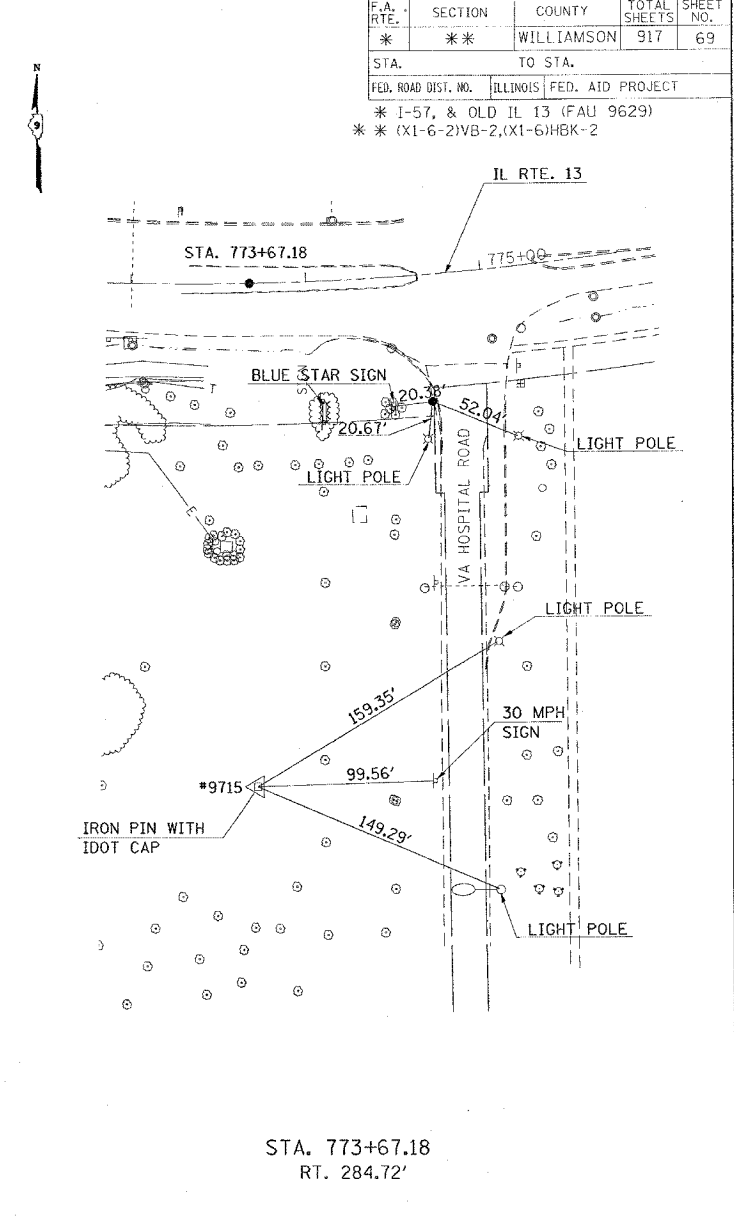 F.A. RTE. SECTION COUNTY TOTAL SHEETS SHEET NO.
* ** WILLIAMSON 917 69
STA. TO STA.
FED. ROAD DIST. NO. ILLINOIS FED. AID PROJECT
* I-57, & OLD IL 13 (FAU 9629)
* * (X1-6-2)VB-2,(X1-6)HBK-2
N
9
IL RTE. 13
STA. 773+67.18
775+00
BLUE STAR SIGN
20.38'
52.04'
20.67'
LIGHT POLE
LIGHT POLE
T
E
VA HOSPITAL ROAD
LIGHT POLE
159.35'
30 MPH
SIGN
99.56'
#9715
149.29'
IRON PIN WITH
IDOT CAP
LIGHT POLE
STA. 773+67.18
RT. 284.72'